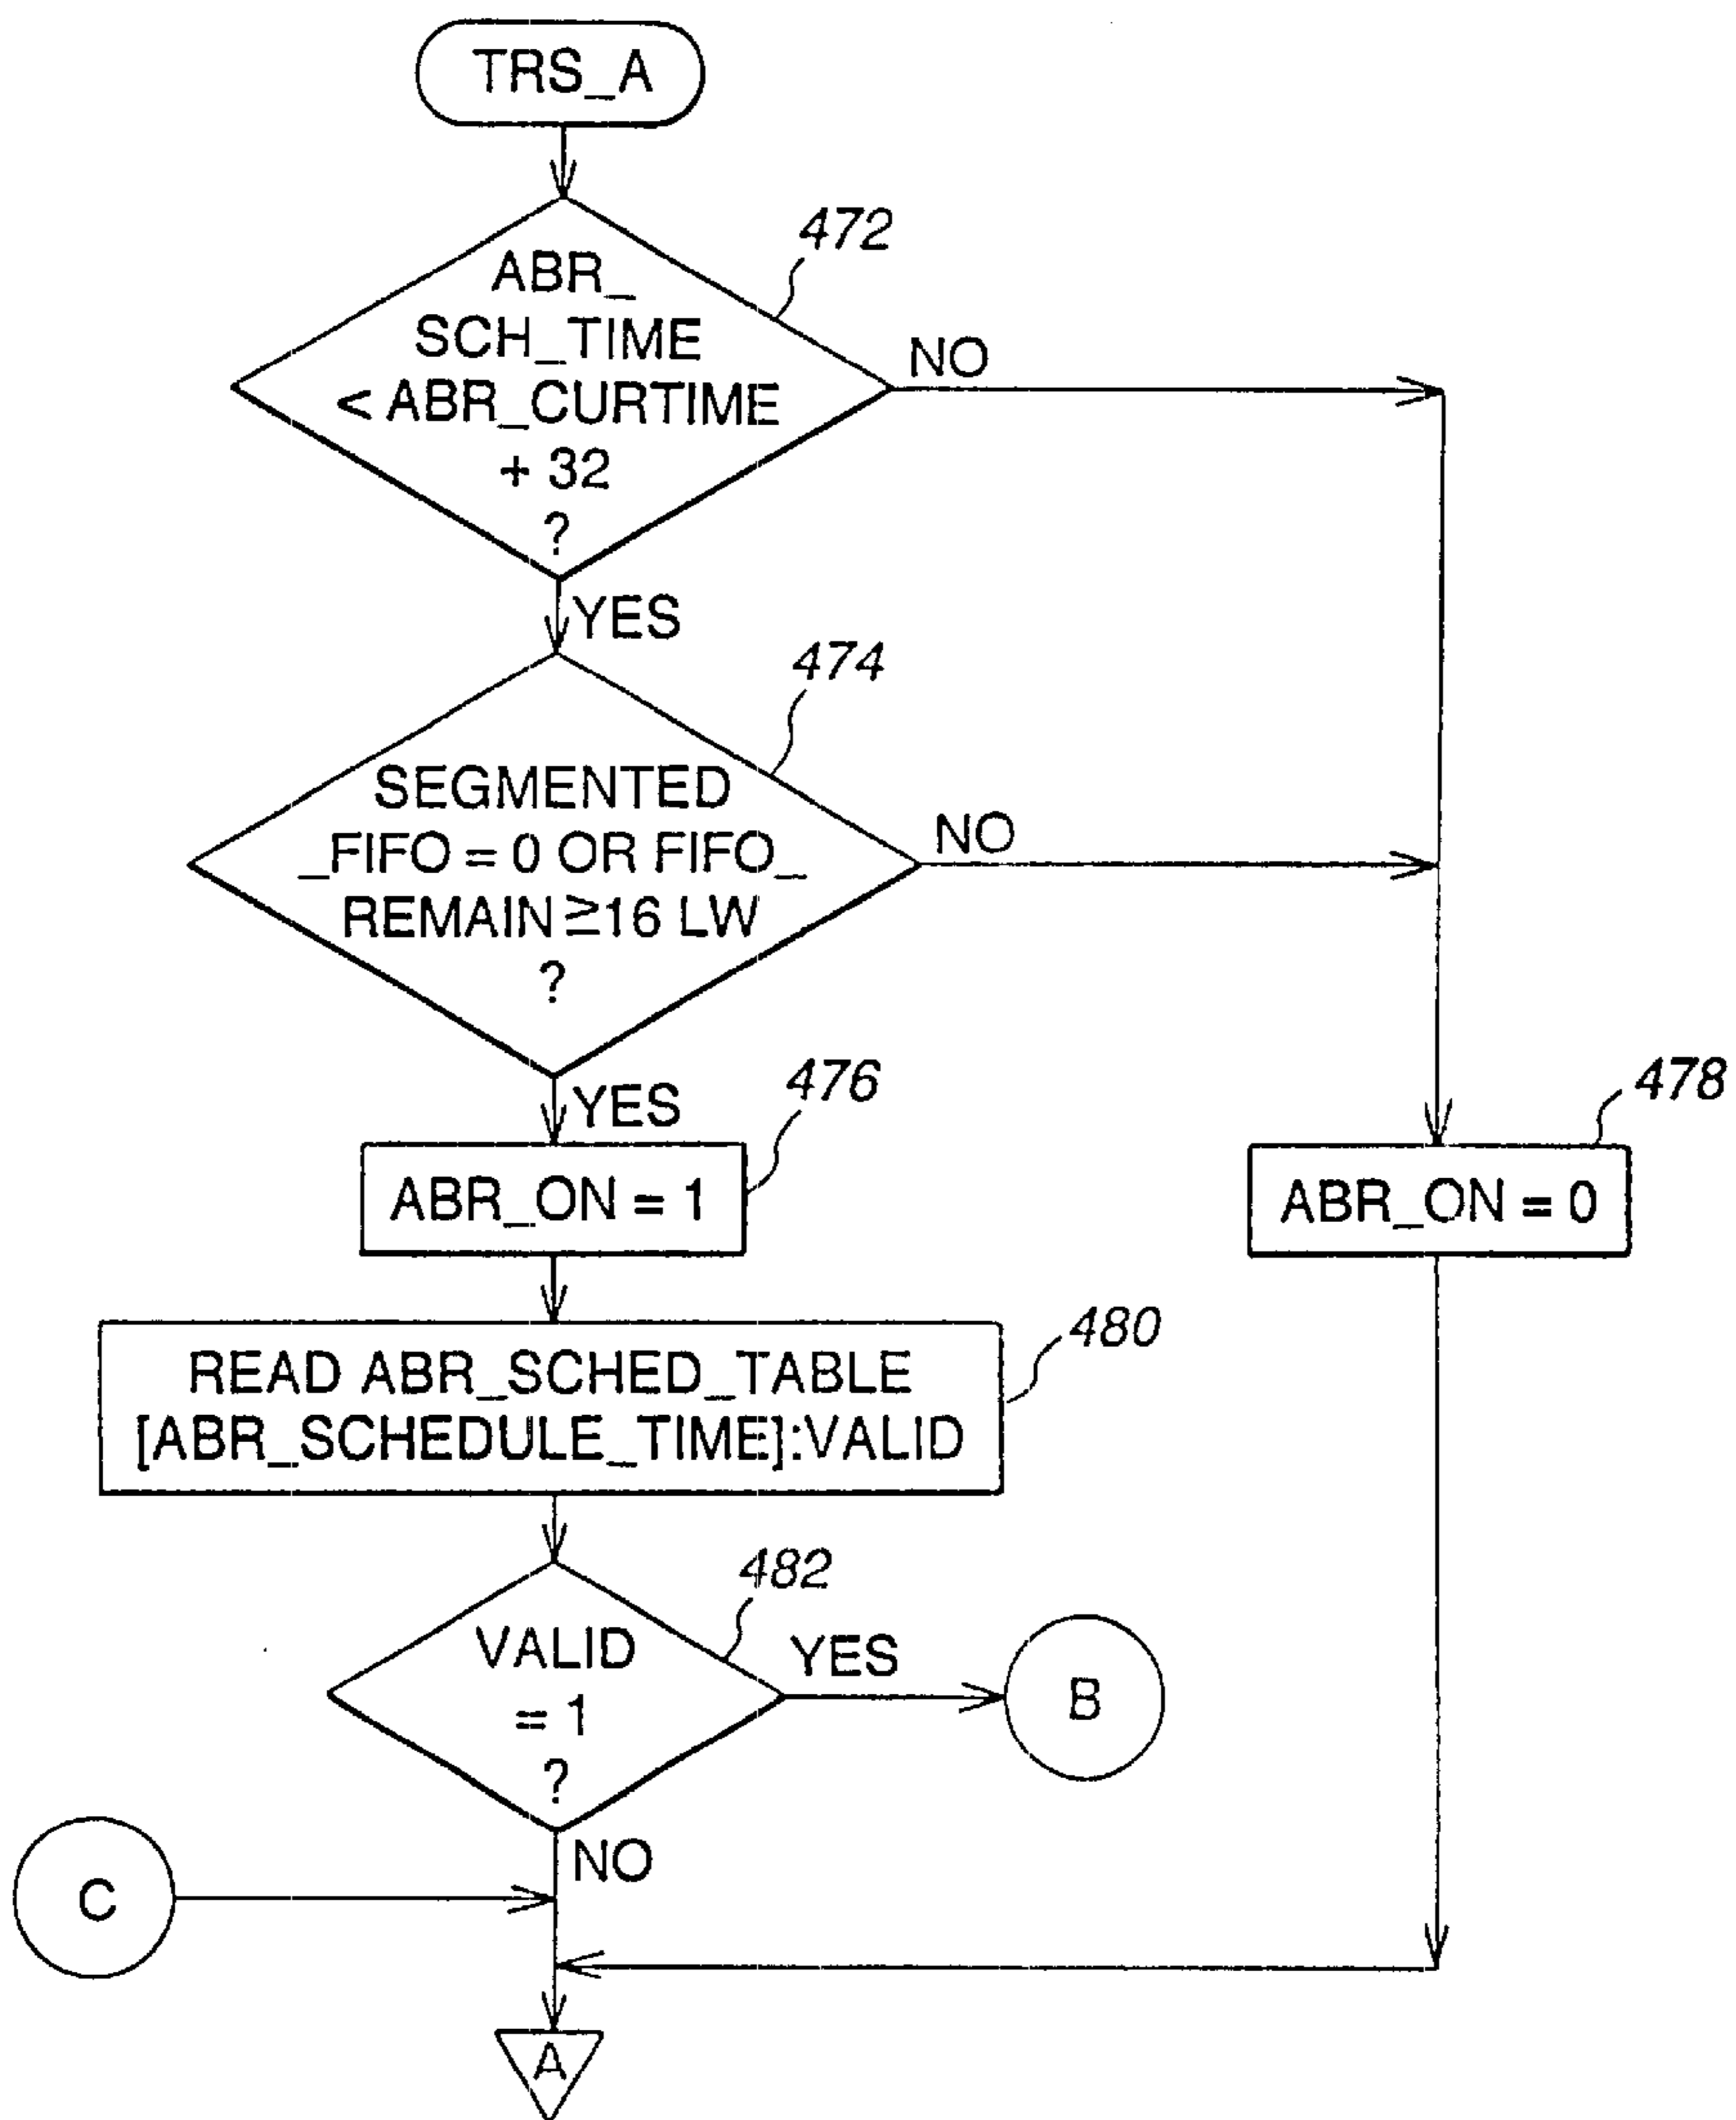 TRS_A
472
ABR_
SCH_TIME
< ABR_CURTIME
+ 32
?
NO
YES
474
SEGMENTED
_FIFO = 0 OR FIFO_
REMAIN ≧16 LW
?
NO
YES
476
478
ABR_ON = 1
ABR_ON = 0
480
READ ABR_SCHED_TABLE
[ABR_SCHEDULE_TIME]:VALID
482
VALID
= 1
?
YES
B
NO
C
A